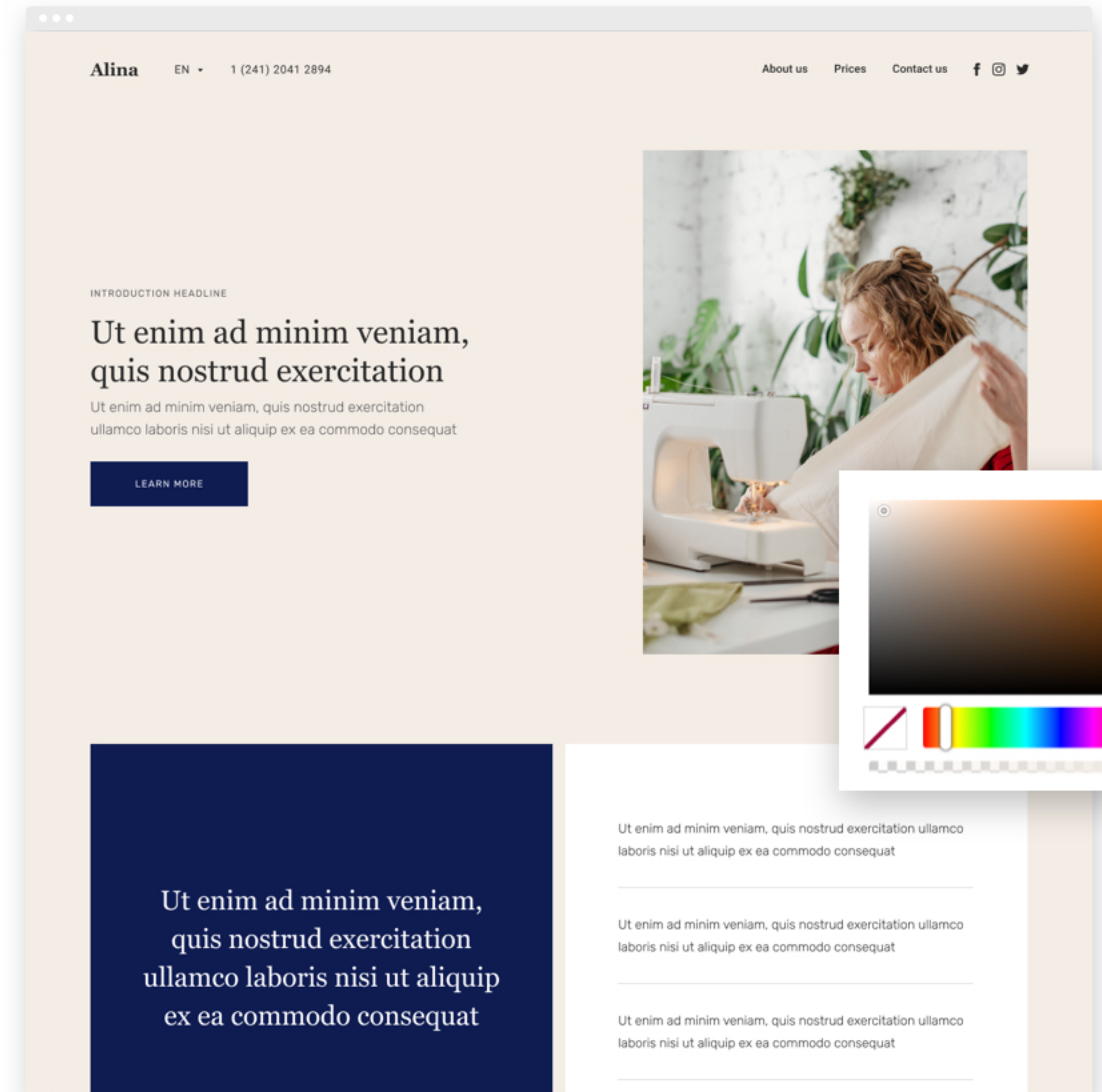 Alina
EN
1 (241) 2041 2894
About us
Prices
Contact us
INTRODUCTION HEADLINE
Ut enim ad minim veniam,
quis nostrud exercitation
Ut enim ad minim veniam, quis nostrud exercitation
ullamco laboris nisi ut aliquip ex ea commodo consequat
LEARN MORE
Ut enim ad minim veniam,
quis nostrud exercitation
ullamco laboris nisi ut aliquip
ex ea commodo consequat
Ut enim ad minim veniam, quis nostrud exercitation ullamco
laboris nisi ut aliquip ex ea commodo consequat
Ut enim ad minim veniam, quis nostrud exercitation ullamco
laboris nisi ut aliquip ex ea commodo consequat
Ut enim ad minim veniam, quis nostrud exercitation ullamco
laboris nisi ut aliquip ex ea commodo consequat